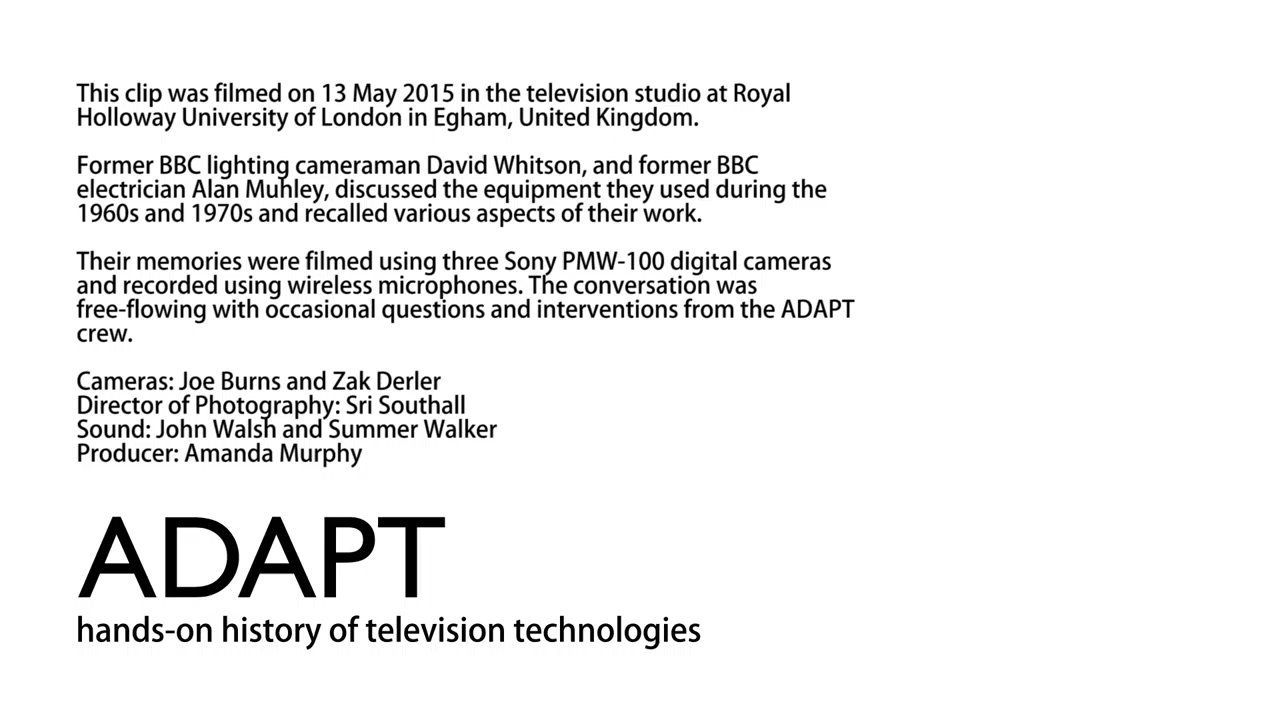 This clip was filmed on 13 May 2015 in the television studio at Royal
Holloway University of London in Egham, United Kingdom.
Former BBC lighting cameraman David Whitson, and former BBC
electrician Alan Muhley, discussed the equipment they used during the
1960s and 1970s and recalled various aspects of their work.
Their memories were filmed using three Sony PMW-100 digital cameras
and recorded using wireless microphones. The conversation was
free-flowing with occasional questions and interventions from the ADAPT
crew.
Cameras: Joe Burns and Zak Derler
Director of Photography: Sri Southall
Sound: John Walsh and Summer Walker
Producer: Amanda Murphy
ADAPT
hands-on history of television technologies